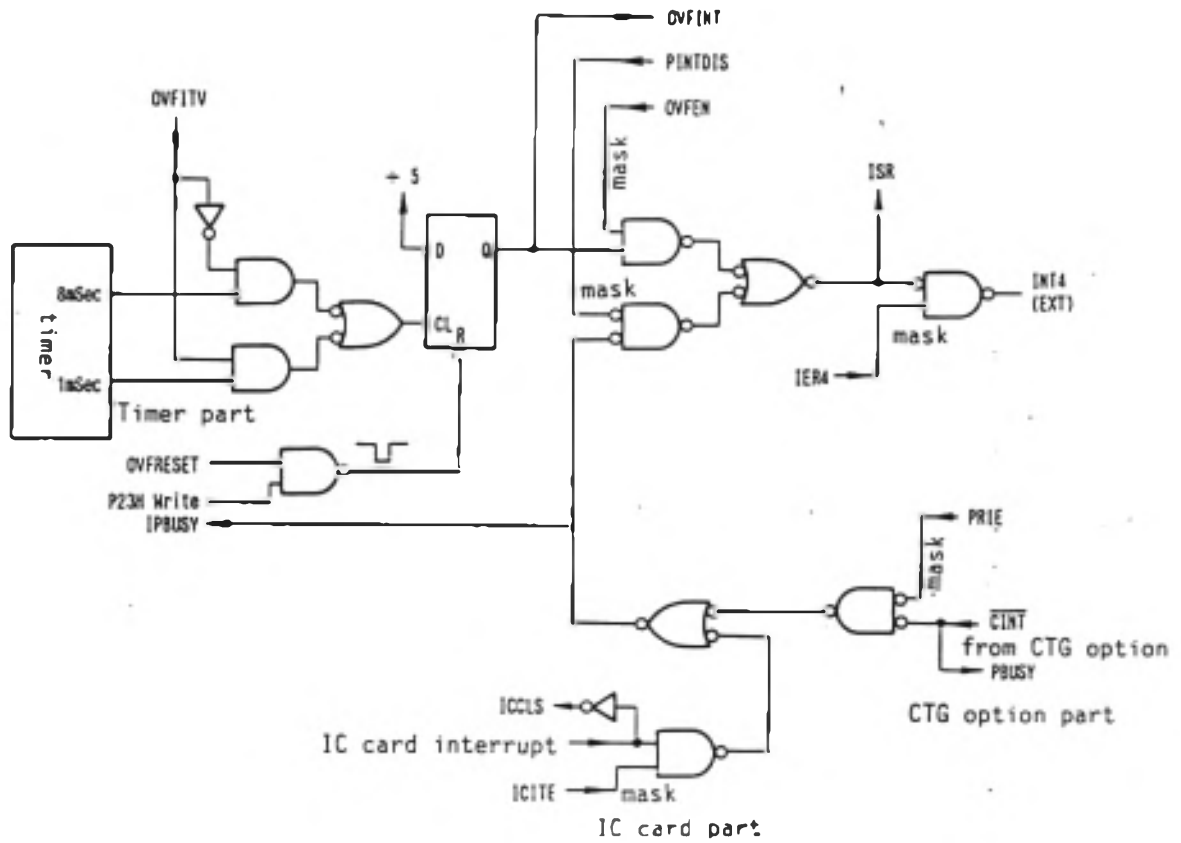 OVFINT
PINTDIS
OVFEN
OVFITV
mask
+ 5
ISR
D
Q
8mSec
mask
INT4
(EXT)
timer
CL
R
mask
1mSec
IER4
Timer part
OVFRESET
P23H Write
IPBUSY
PRIE
mask
CINT
from CTG option
PBUSY
ICCLS
CTG option part
IC card interrupt
ICITE
mask
IC card part